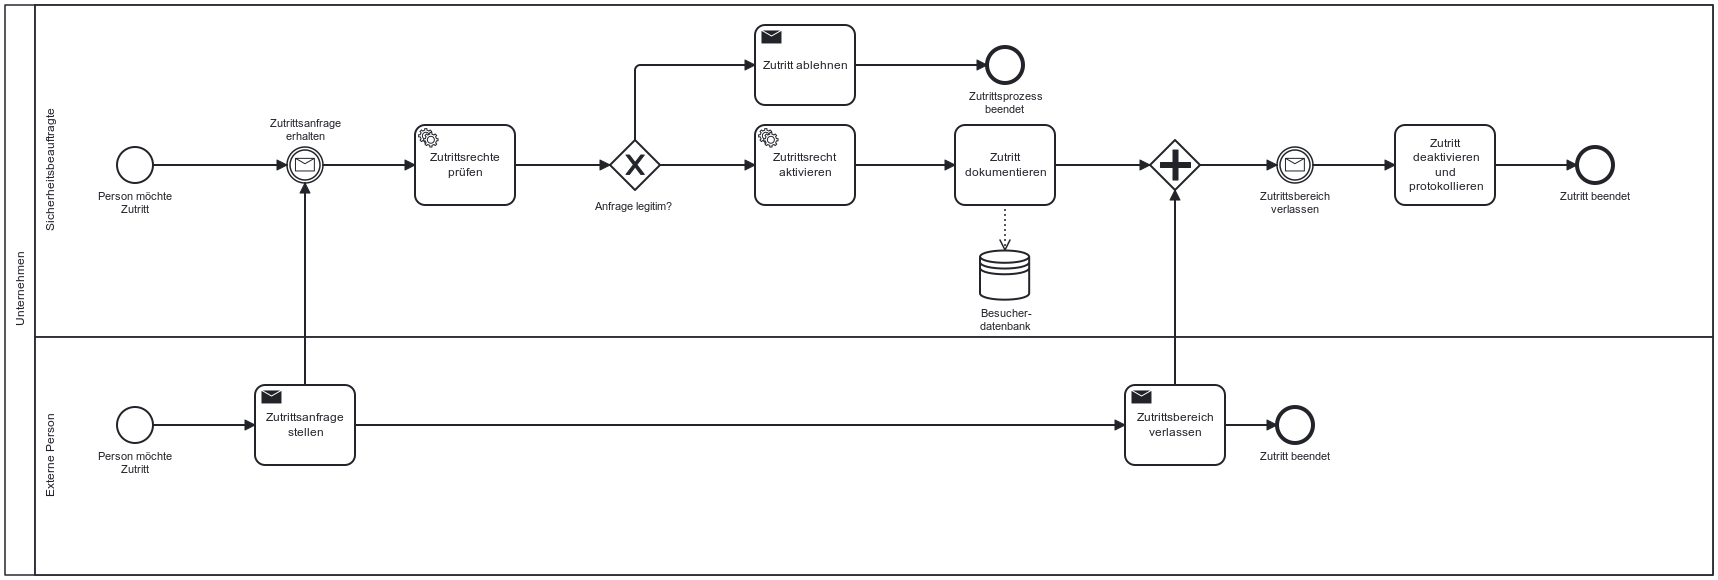 Unternehmen
Sicherheitsbeauftragte
Person möchte
Zutritt
Zutrittsanfrage
erhalten
Zutrittsrechte
prüfen
Anfrage legitim?
Zutritt ablehnen
Zutrittsprozess
beendet
Zutrittsrecht
aktivieren
Zutritt
dokumentieren
Besucher-
datenbank
Zutrittsbereich
verlassen
Zutritt
deaktivieren
und
protokollieren
Zutritt beendet
Externe Person
Person möchte
Zutritt
Zutrittsanfrage
stellen
Zutrittsbereich
verlassen
Zutritt beendet